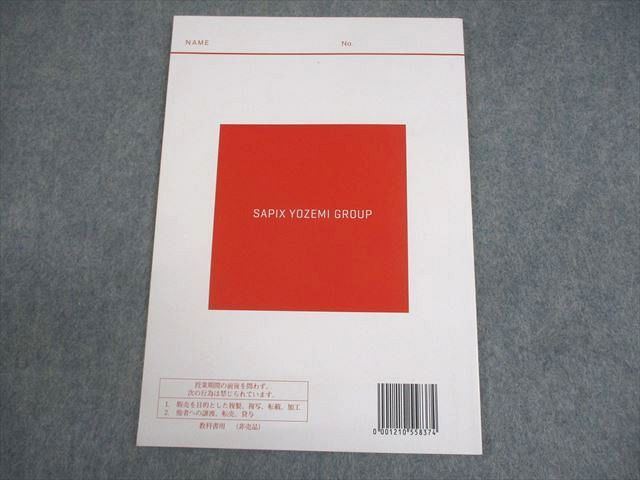 NAME
No.
SAPIX YOZEMI GROUP
授業期間の前後を問わず、
次の行為は禁じられています。
1. 販売を目的とした複製、複写、転載、加工
2. 他者への譲渡、転売、貸与
教科書用 (非売品)
0 001210 558374